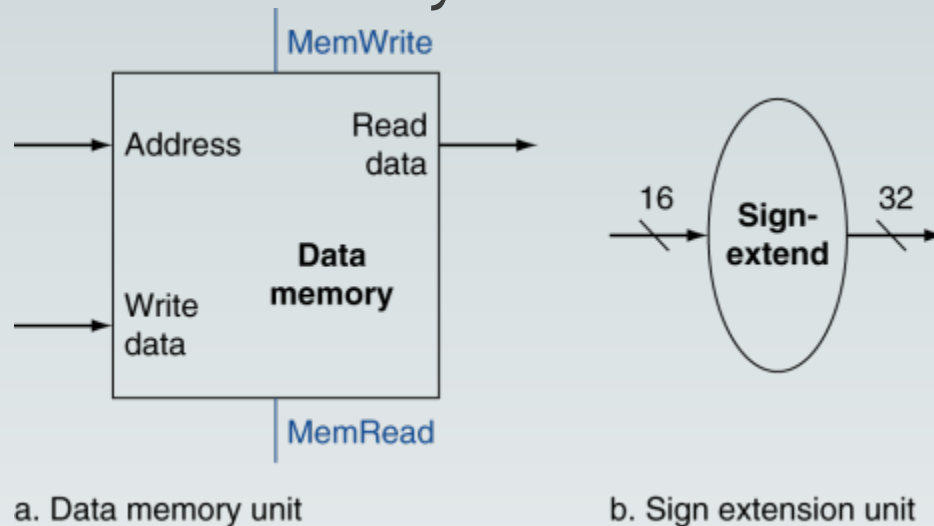 MemWrite
Address
Read
data
Data
memory
Write
data
MemRead
a. Data memory unit
16
Sign-
extend
32
b. Sign extension unit